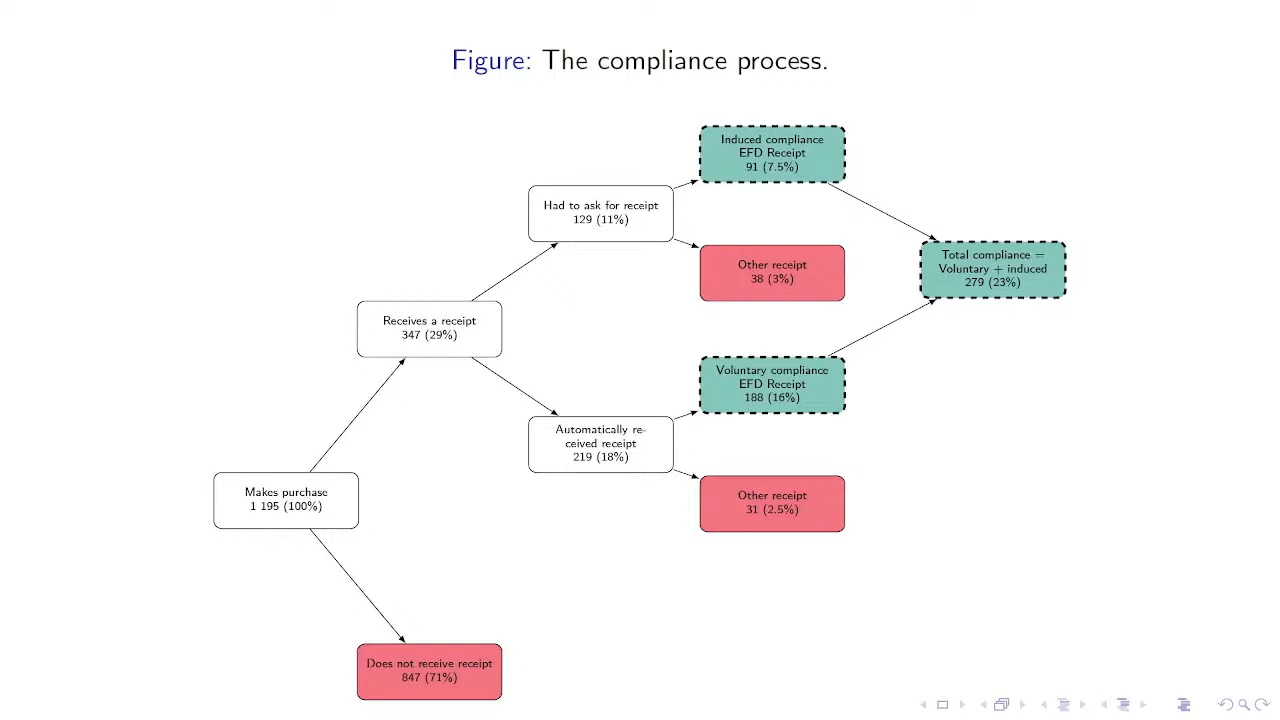 Figure: The compliance process.
Induced compliance
EFD Receipt
91 (7.5%)
Had to ask for receipt
129 (11%)
Other receipt
38 (3%)
Total compliance =
Voluntary + induced
279 (23%)
Receives a receipt
347 (29%)
Voluntary compliance
EFD Receipt
188 (16%)
Automatically re-
ceived receipt
219 (18%)
Other receipt
31 (2.5%)
Makes purchase
1 195 (100%)
Does not receive receipt
847 (71%)